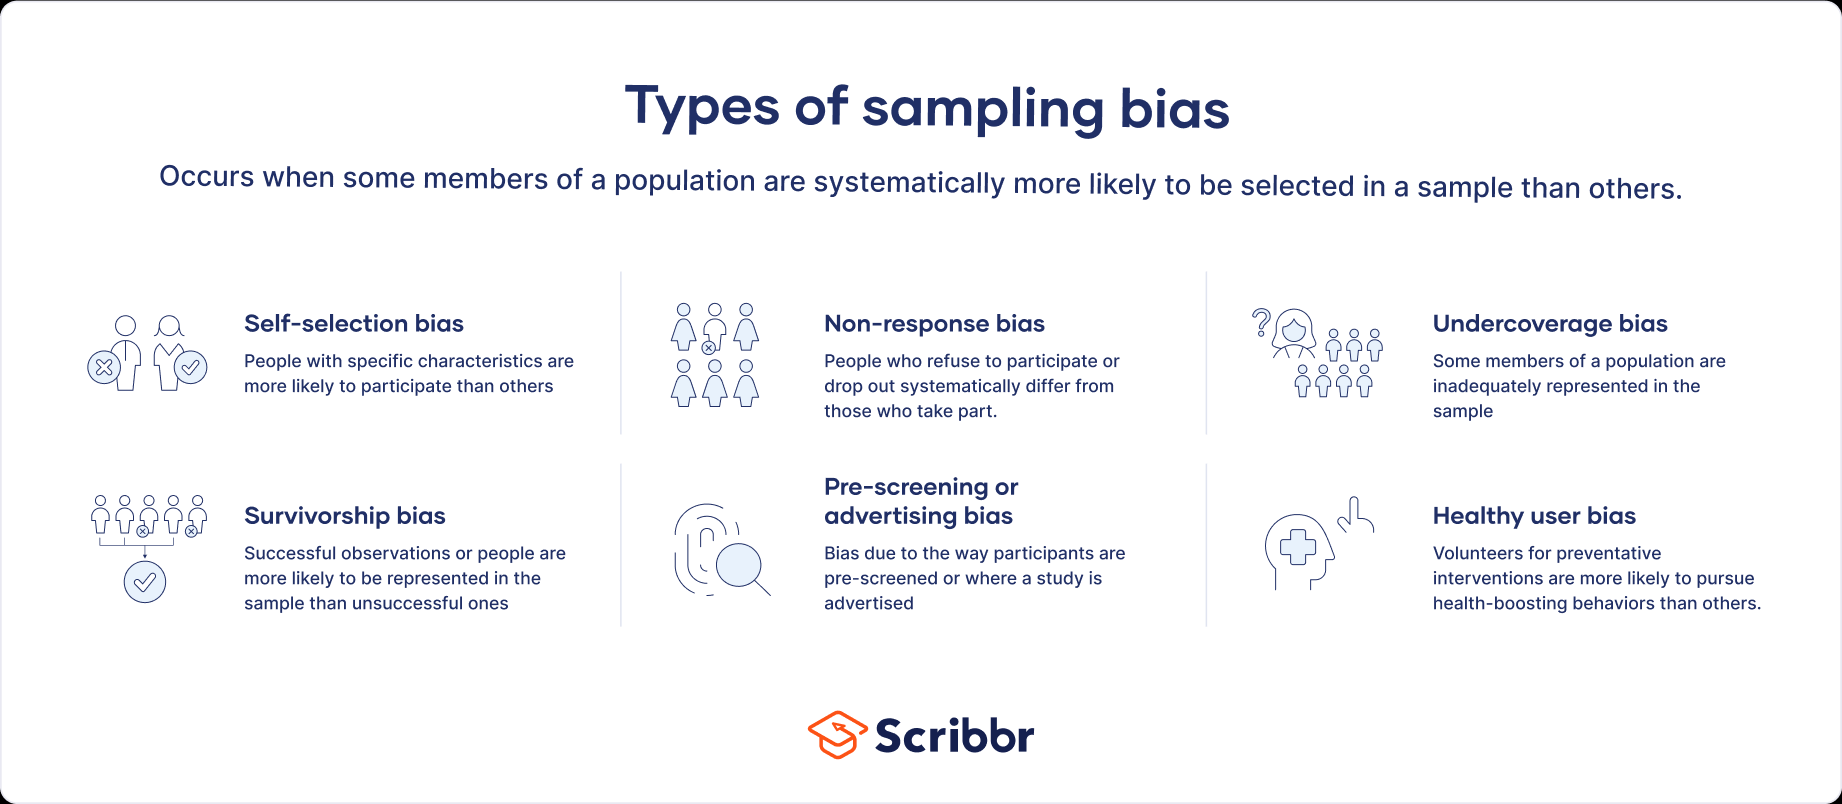 Types of sampling bias
Occurs when some members of a population are systematically more likely to be selected in a sample than others.
Self-selection bias
People with specific characteristics are
more likely to participate than others
Non-response bias
People who refuse to participate or
drop out systematically differ from
those who take part.
?
Undercoverage bias
Some members of a population are
inadequately represented in the
sample
Survivorship bias
Successful observations or people are
more likely to be represented in the
sample than unsuccessful ones
Pre-screening or
advertising bias
Bias due to the way participants are
pre-screened or where a study is
advertised
Healthy user bias
Volunteers for preventative
interventions are more likely to pursue
health-boosting behaviors than others.
Scribbr